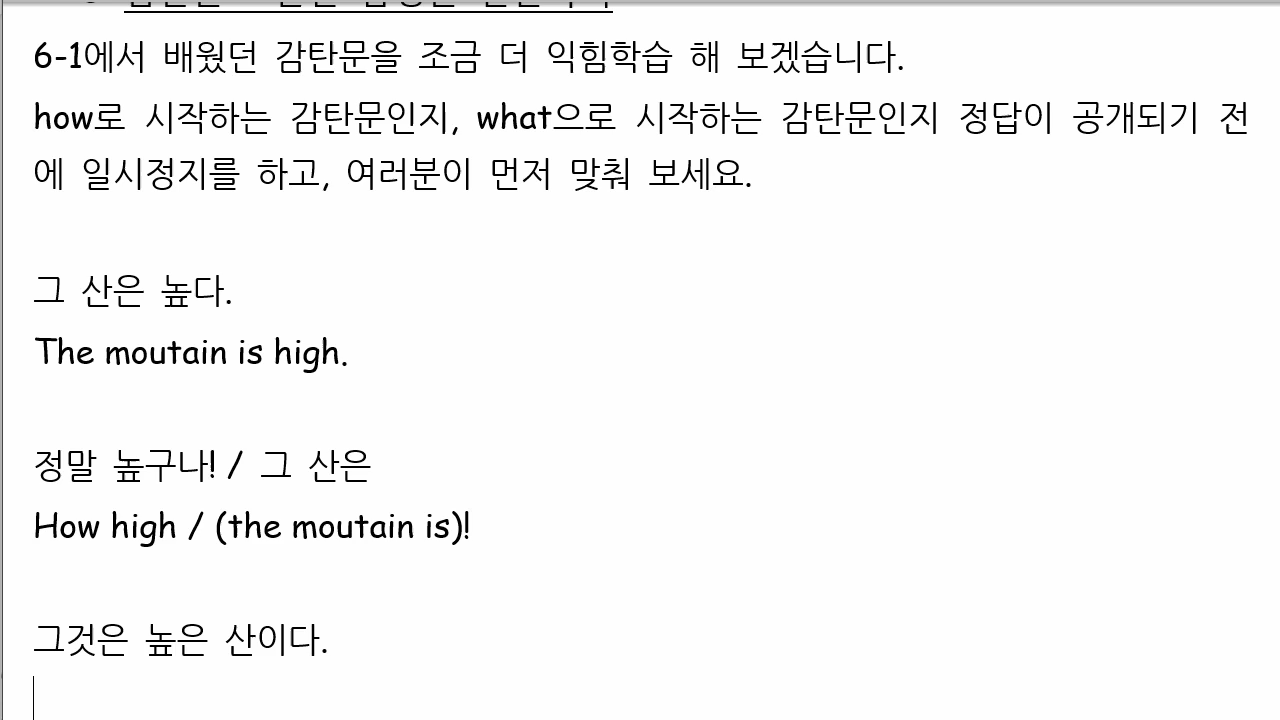 6-1에서 배웠던 감탄문을 조금 더 익힘학습 해 보겠습니다.
how로 시작하는 감탄문인지, what으로 시작하는 감탄문인지 정답이 공개되기 전
에 일시정지를 하고, 여러분이 먼저 맞춰 보세요.
그 산은 높다.
The moutain is high.
정말 높구나! / 그 산은
How high / (the moutain is)!
그것은 높은 산이다.